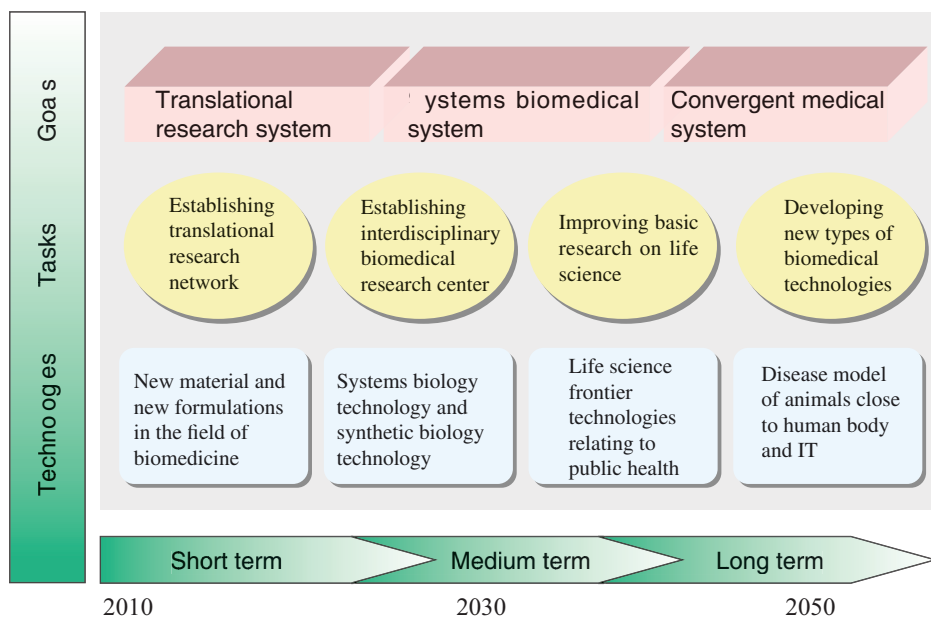 Goa s
Translational
research system
' ystems biomedical
system
Convergent medical
system
Tasks
Establishing
translational
research
network
Establishing
interdisciplinary
biomedical
research center
Improving basic
research on life
science
Developing
new types of
biomedical
technologies
Techno og es
New material and
new formulations
in the field of
biomedicine
Systems biology
technology and
synthetic biology
technology
Life science
frontier
technologies
relating to
public health
Disease model
of animals close
to human body
and IT
Short term
Medium term
Long term
2010
2030
2050